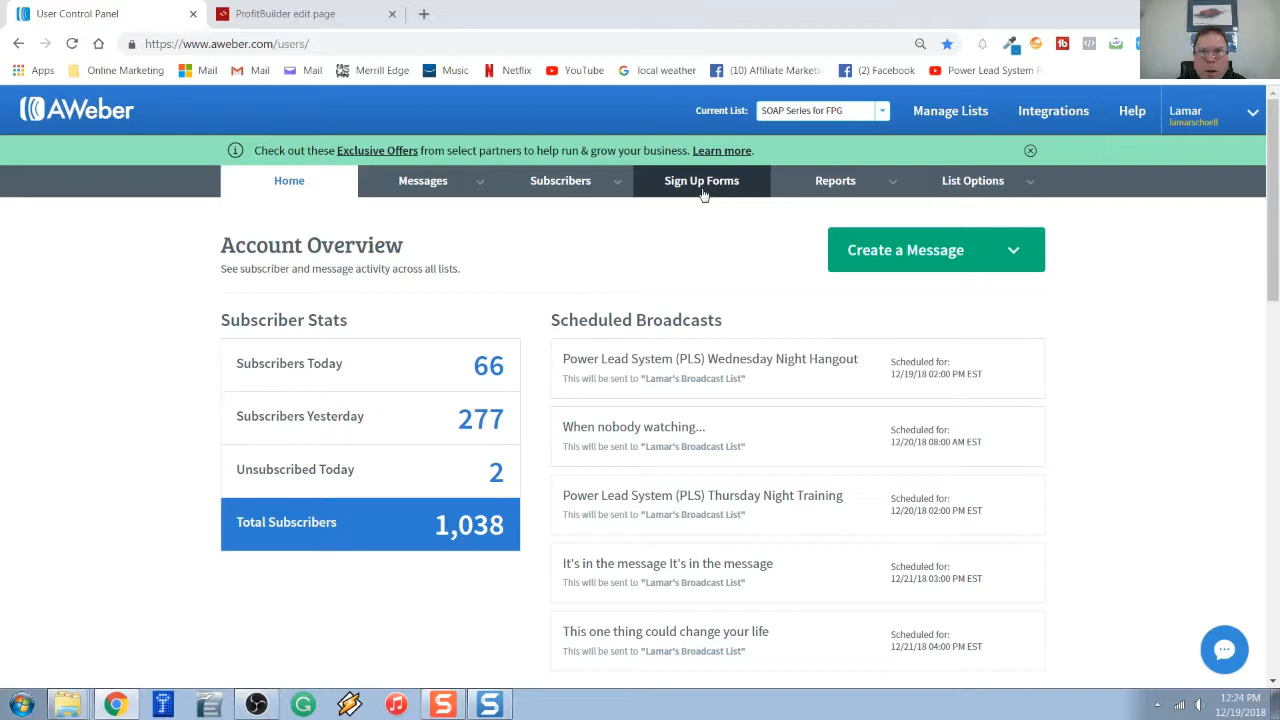 User Control Panel
ProfitBuilder edit page
https://www.aweber.com/users/
Apps
Online Marketing
Mail
Mail
Mail
Merrill Edge
Music
Netflix
YouTube
local weather
(10) Affiliate Market
(2) Facebook
Power Lead System
AWeber
Current List:
SOAP Series for FPG
Manage Lists
Integrations
Help
Lamar
lamarschoell
Check out these Exclusive Offers from select partners to help run & grow your business. Learn more.
Home
Messages
Subscribers
Sign Up Forms
Reports
List Options
Account Overview
See subscriber and message activity across all lists.
Create a Message
Subscriber Stats
Subscribers Today 66
Subscribers Yesterday 277
Unsubscribed Today 2
Total Subscribers 1,038
Scheduled Broadcasts
Power Lead System (PLS) Wednesday Night Hangout
This will be sent to "Lamar's Broadcast List"
Scheduled for:
12/19/18 02:00 PM EST
When nobody watching...
This will be sent to "Lamar's Broadcast List"
Scheduled for:
12/20/18 08:00 AM EST
Power Lead System (PLS) Thursday Night Training
This will be sent to "Lamar's Broadcast List"
Scheduled for:
12/20/18 02:00 PM EST
It's in the message It's in the message
This will be sent to "Lamar's Broadcast List"
Scheduled for:
12/21/18 03:00 PM EST
This one thing could change your life
This will be sent to "Lamar's Broadcast List"
Scheduled for:
12/21/18 04:00 PM EST
12:24 PM
12/19/2018